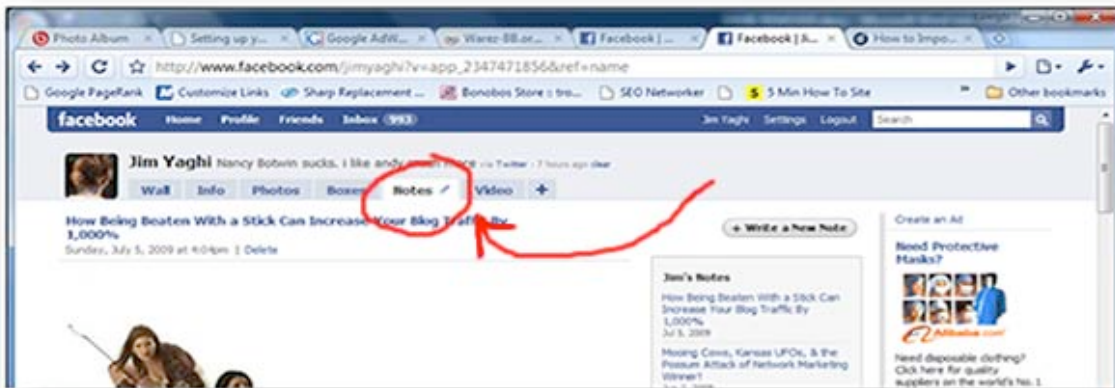 Photo Album
Setting up y...
Google AdW...
Warez-BB.or...
Facebook | ...
Facebook | Ji...
How to Impo...
http://www.facebook.com/jimyaghi?v=app_2347471856&ref=name
Google PageRank
Customize Links
Sharp Replacement ...
Bonobos Store :: tro...
SEO Networker
5 Min How To Site
Other bookmarks
facebook Home Profile Friends Inbox (993) Jim Yaghi Settings Logout Search
Jim Yaghi Nancy Botwin sucks. i like andy much more via Twitter - 7 hours ago clear
Wall Info Photos Boxes Notes Video +
How Being Beaten With a Stick Can Increase Your Blog Traffic By
1,000%
Sunday, July 5, 2009 at 4:04pm | Delete
+ Write a New Note
Jim's Notes
How Being Beaten With a Stick Can
Increase Your Blog Traffic By
1,000%
Jul 5, 2009
Mooing Cows, Kansas UFOs, & the
Possum Attack of Network Marketing
Winner!
Create an Ad
Need Protective
Masks?
Alibaba.com
Need disposable clothing?
Click here for quality
suppliers on the world's No. 1